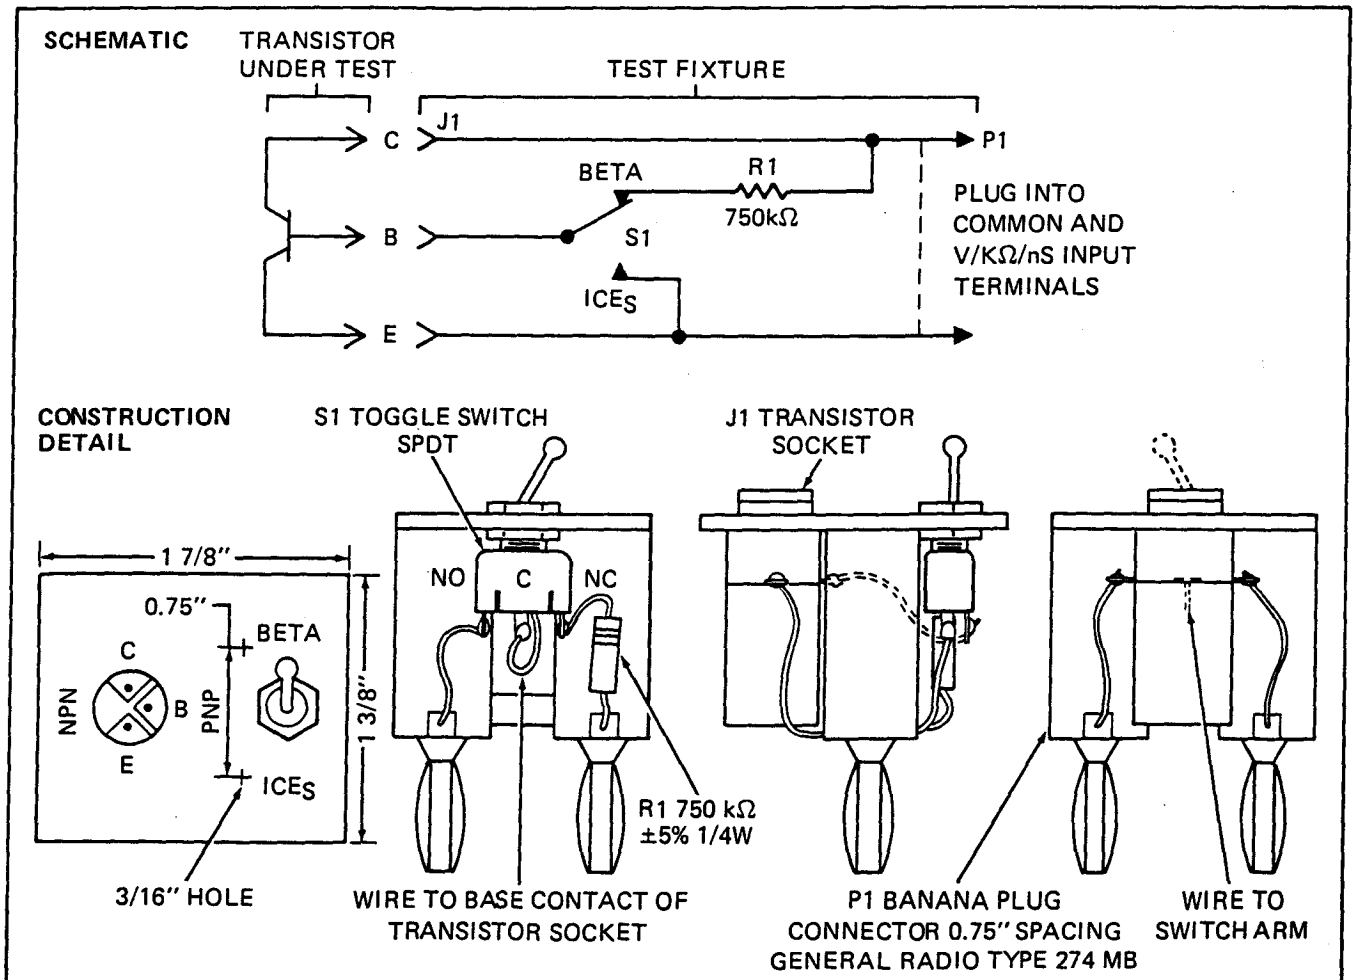 SCHEMATIC
TRANSISTOR
UNDER TEST
TEST FIXTURE
C
J1
P1
BETA
R1
750kΩ
B
S1
ICES
E
PLUG INTO
COMMON AND
V/KΩ/nS INPUT
TERMINALS
CONSTRUCTION
DETAIL
S1 TOGGLE SWITCH
SPDT
J1 TRANSISTOR
SOCKET
1 7/8"
0.75"
BETA
C
NPN
B
PNP
E
ICES
1 3/8"
3/16" HOLE
NO
C
NC
R1 750 kΩ
±5% 1/4W
WIRE TO BASE CONTACT OF
TRANSISTOR SOCKET
P1 BANANA PLUG
CONNECTOR 0.75" SPACING
GENERAL RADIO TYPE 274 MB
WIRE TO
SWITCH ARM